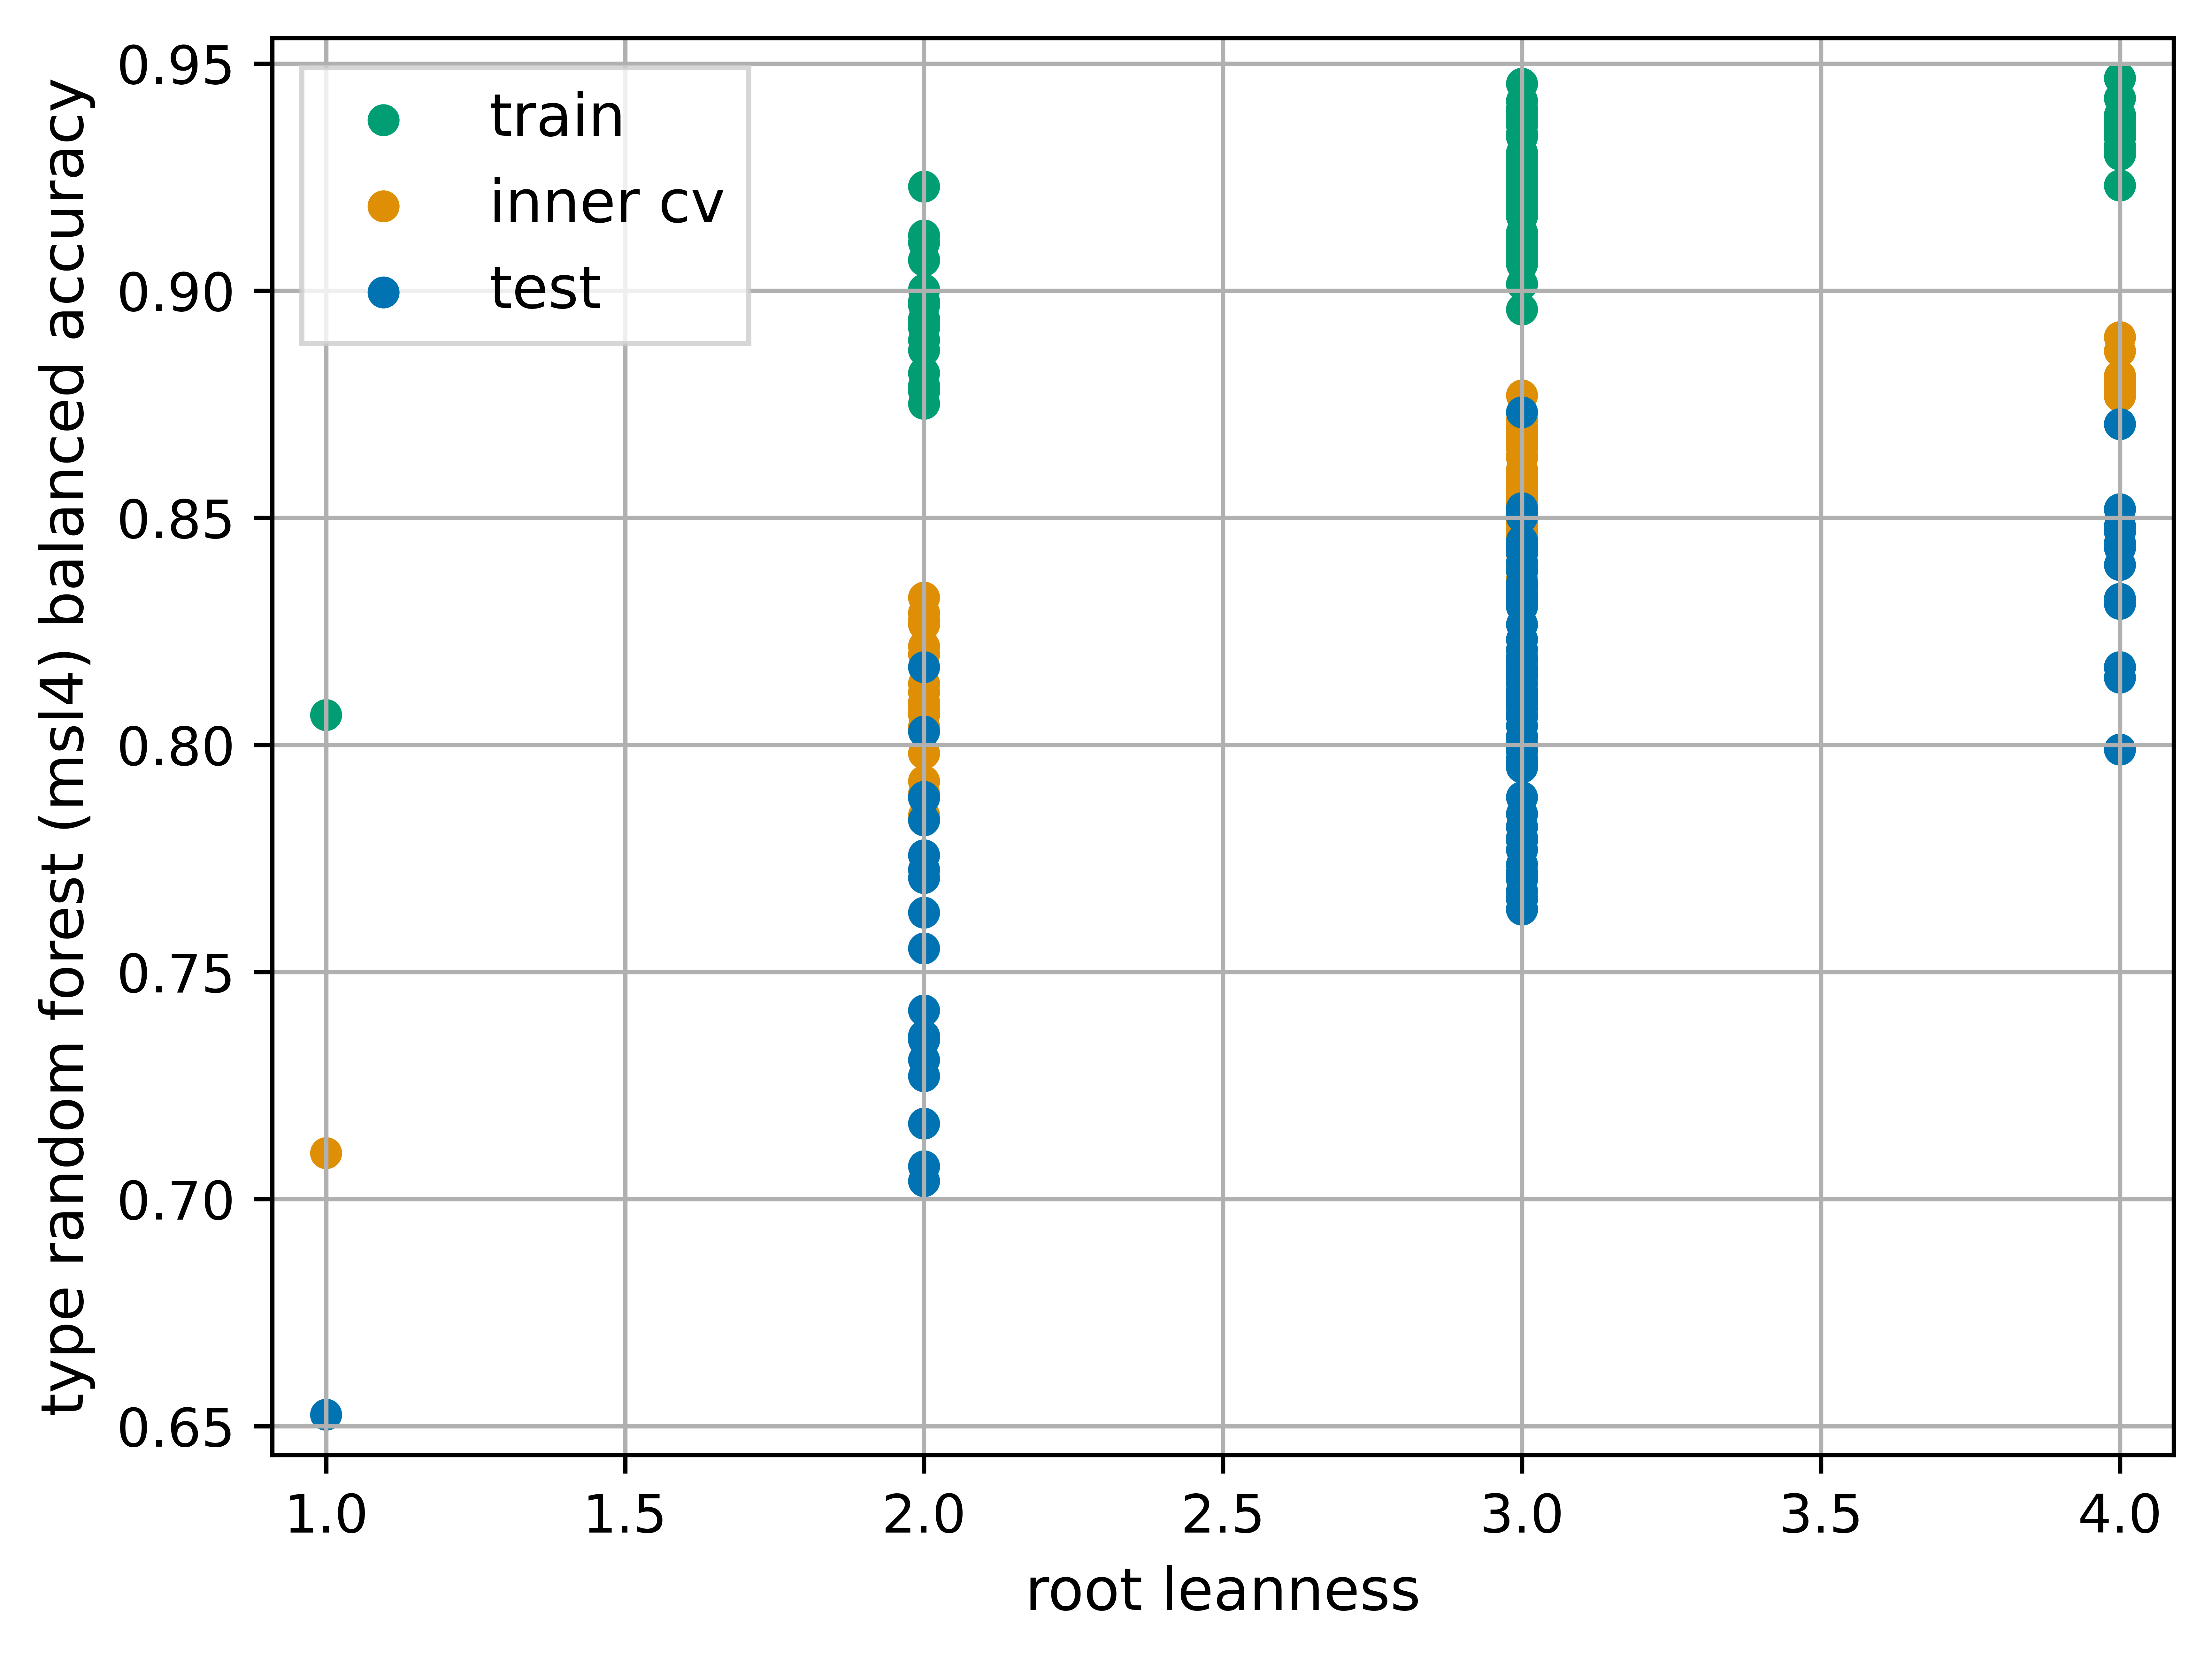 type random forest (msl4) balanced accuracy
0.95
0.90
0.85
0.80
0.75
0.70
0.65
train
inner cv
test
1.0 1.5 2.0 2.5 3.0 3.5 4.0
root leanness